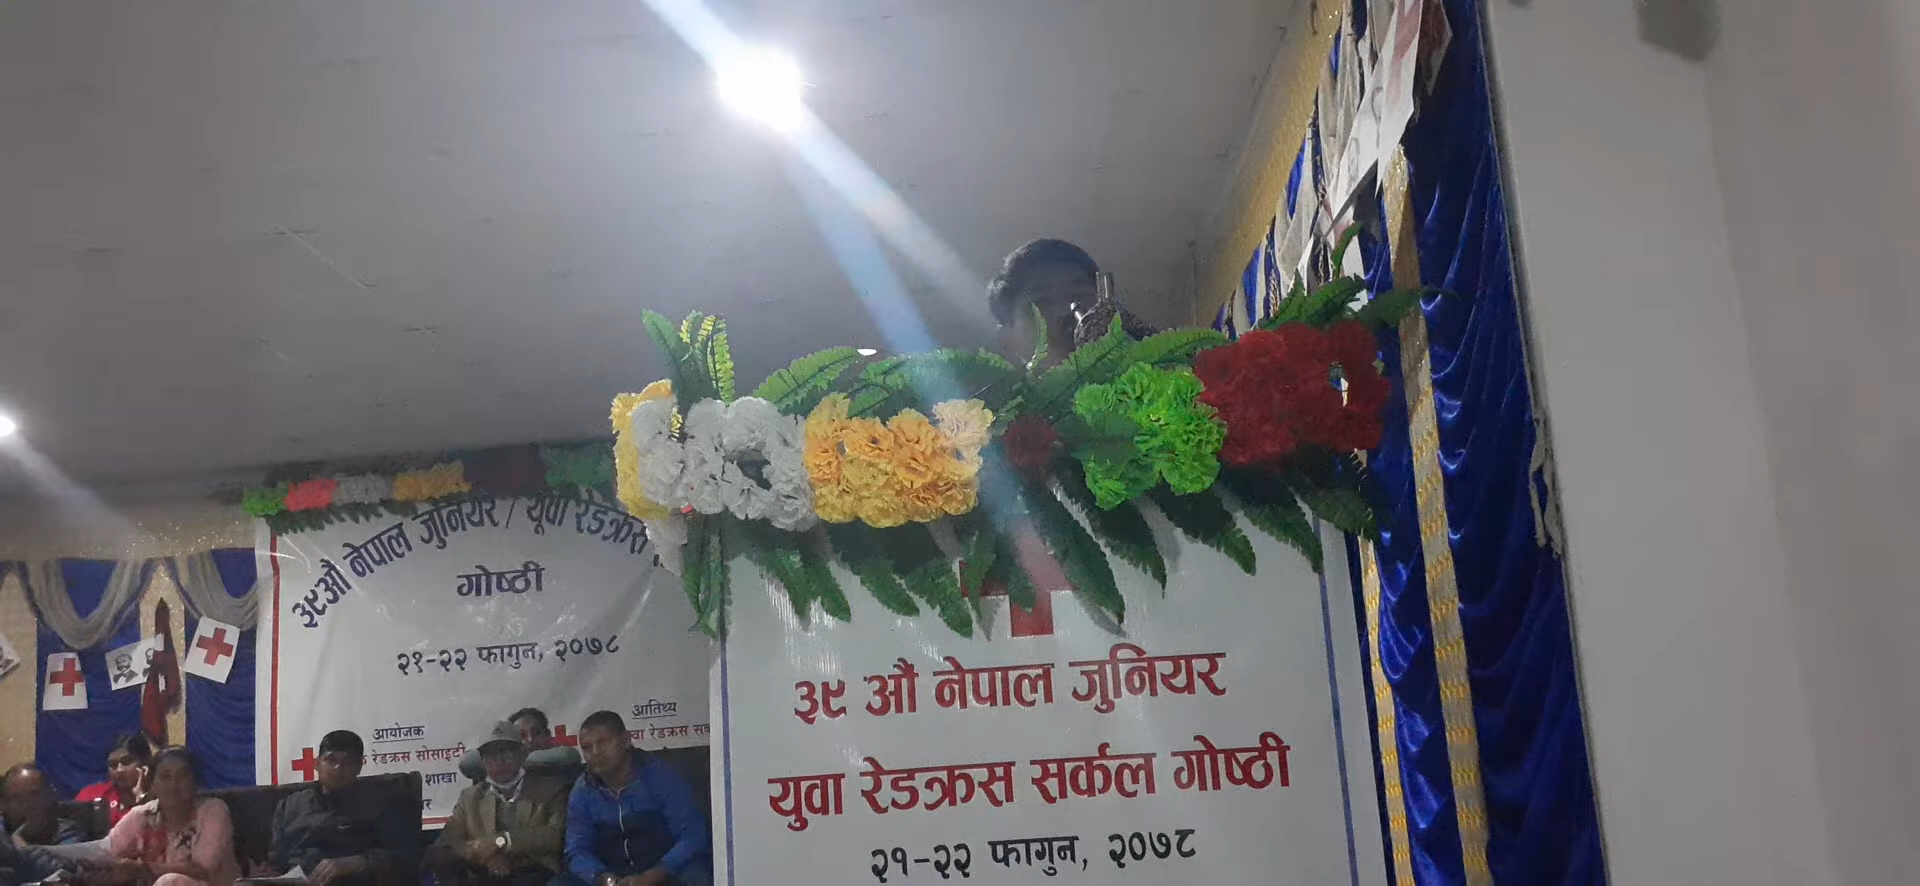 ३९औं नेपाल जुनियर / युवा रेडक्रस
गोष्ठी
२१-२२ फागुन, २०७८
आयोजक
रेडक्रस सोसाइटी
शाखा
आतिथ्य
३९ औं नेपाल जुनियर
युवा रेडक्रस सर्कल गोष्ठी
२१-२२ फागुन, २०७८